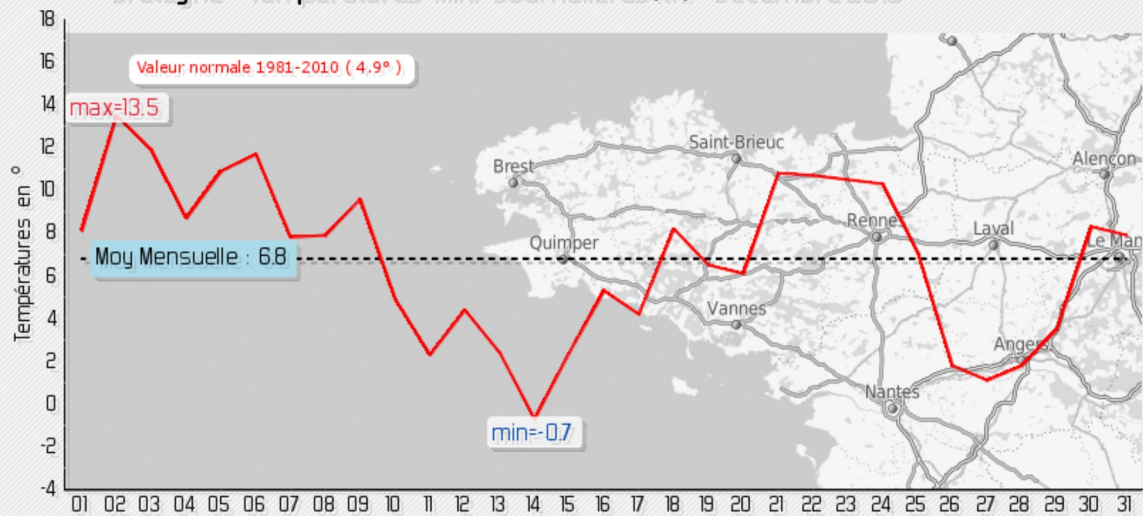 18
16
14
12
10
8
6
4
2
0
-2
-4
Températures en °
Valeur normale 1981-2010 ( 4.9° )
max=13.5
Moy Mensuelle : 6.8
min=-0.7
Brest
Saint-Brieuc
Alençon
Quimper
Rennes
Laval
Le Man
Vannes
Angers
Nantes
01 02 03 04 05 06 07 08 09 10 11 12 13 14 15 16 17 18 19 20 21 22 23 24 25 26 27 28 29 30 31